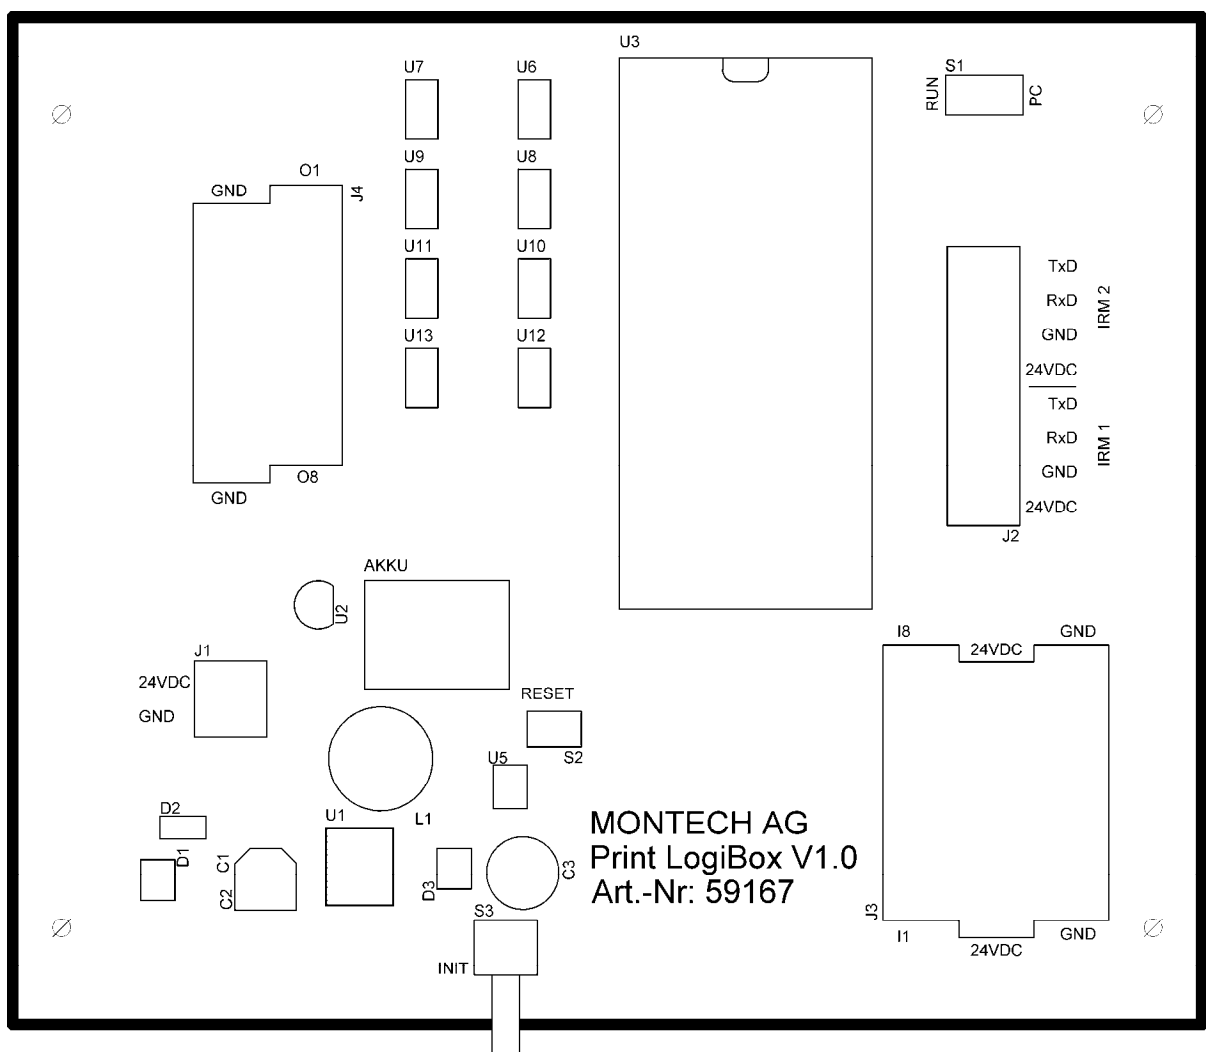 U3
U7
U6
S1
RUN
PC
U9
U8
O1
GND
J4
U11
U10
TxD
RxD
GND
24VDC
IRM 2
U13
U12
TxD
RxD
GND
24VDC
IRM 1
O8
GND
J2
AKKU
U2
I8
24VDC
GND
J1
24VDC
GND
RESET
S2
U5
D2
U1
L1
MONTECH AG
Print LogiBox V1.0
Art.-Nr: 59167
D1
C1
C2
D3
C3
S3
INIT
J3
I1
24VDC
GND